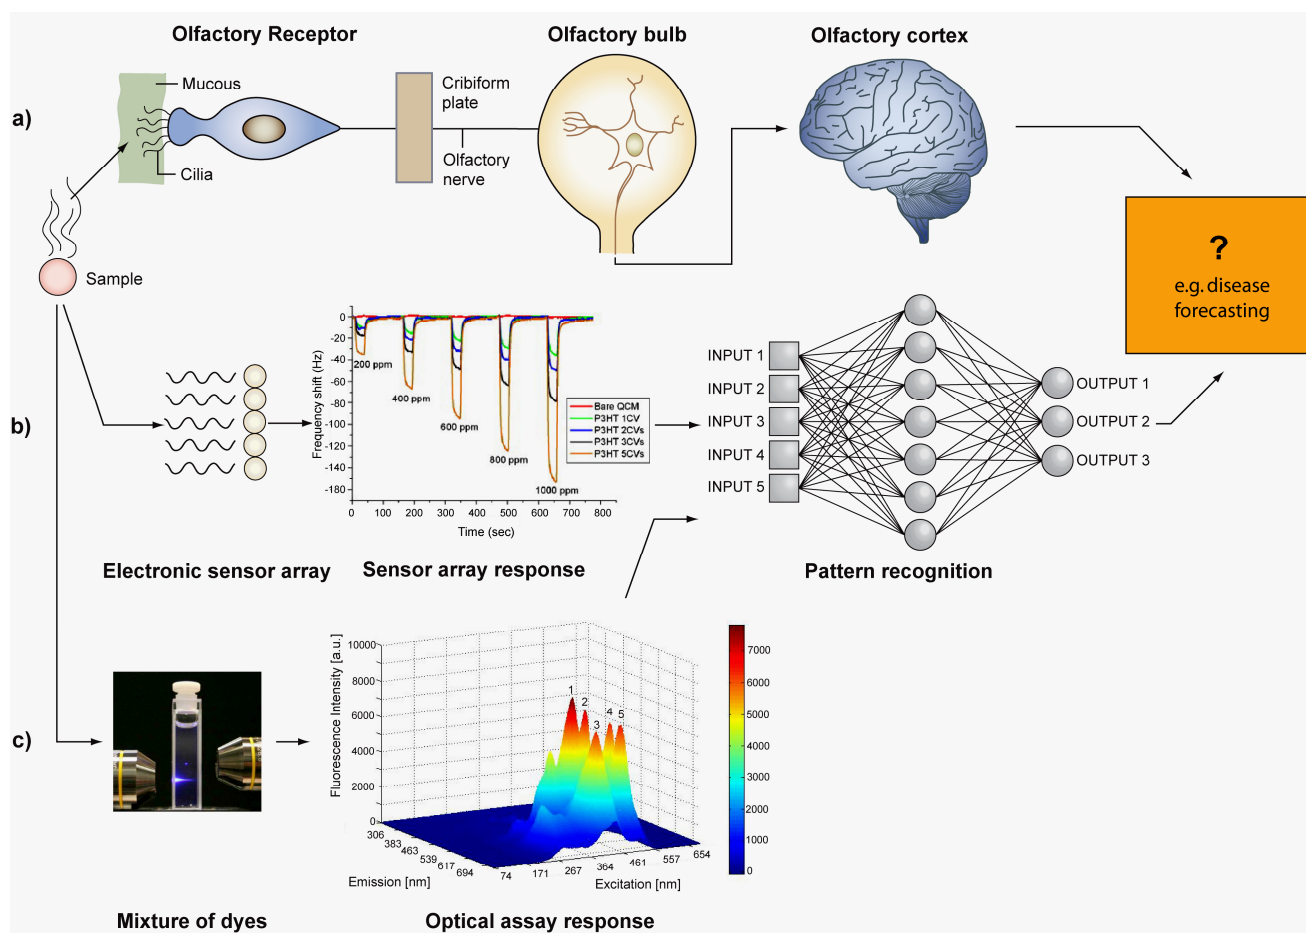 Olfactory Receptor
Olfactory bulb
Olfactory cortex
a)
Mucous
Cilia
Cribiform
plate
Olfactory
nerve
Sample
?
e.g. disease
forecasting
b)
Frequency shift (Hz)
0
-20
-40
-60
-80
-100
-120
-140
-160
-180
200 ppm
400 ppm
600 ppm
800 ppm
1000 ppm
Bare QCM
P3HT 1CV
P3HT 2CVs
P3HT 3CVs
P3HT 5CVs
0 100 200 300 400 500 600 700 800
Time (sec)
INPUT 1
INPUT 2
INPUT 3
INPUT 4
INPUT 5
OUTPUT 1
OUTPUT 2
OUTPUT 3
Electronic sensor array
Sensor array response
Pattern recognition
c)
Fluorescence Intensity [a.u.]
10000
8000
6000
4000
2000
0
1 2 3 4 5
306
383
463
539
617
694
Emission [nm]
74
171
267
364
461
557
654
Excitation [nm]
7000
6000
5000
4000
3000
2000
1000
0
Mixture of dyes
Optical assay response